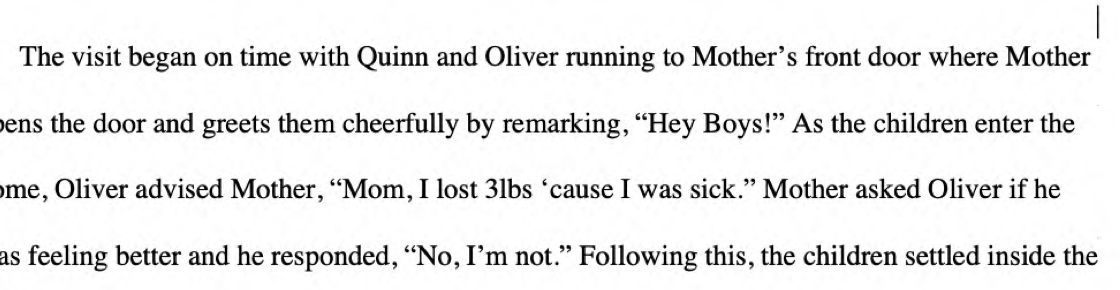 The visit began on time with Quinn and Oliver running to Mother’s front door where Mother
pens the door and greets them cheerfully by remarking, “Hey Boys!” As the children enter the
ome, Oliver advised Mother, “Mom, I lost 3lbs ‘cause I was sick.” Mother asked Oliver if he
as feeling better and he responded, “No, I’m not.” Following this, the children settled inside the